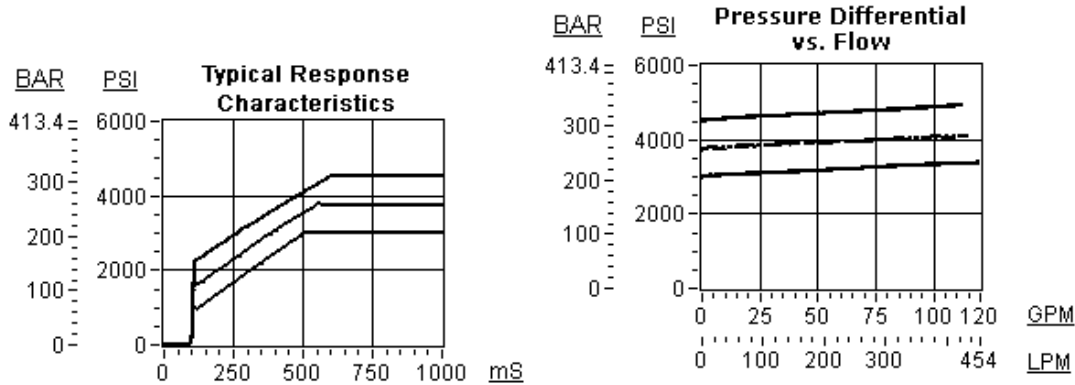 Typical Response
Characteristics
BAR PSI
413.4 6000
300
4000
200
2000
100
0 0
0 250 500 750 1000 mS
Pressure Differential
vs. Flow
BAR PSI
413.4 6000
300
4000
200
2000
100
0 0
0 25 50 75 100 120 GPM
0 100 200 300 454 LPM